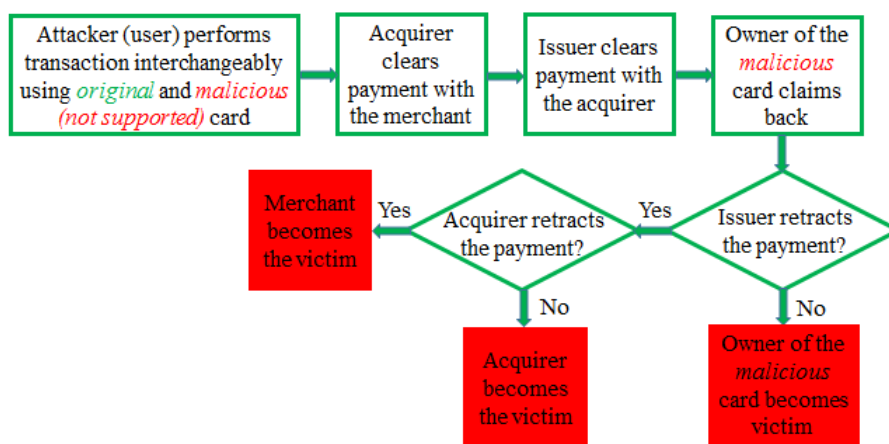 Attacker (user) performs
transaction interchangeably
using original and malicious
(not supported) card
Acquirer
clears
payment with
the merchant
Issuer clears
payment with
the acquirer
Owner of the
malicious
card claims
back
Issuer retracts
the payment?
Yes
No
Acquirer retracts
the payment?
Yes
No
Merchant
becomes
the victim
Acquirer
becomes
the victim
Owner of the
malicious
card becomes
victim